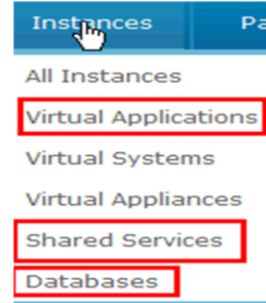 Instances Pa
All Instances
Virtual Applications
Virtual Systems
Virtual Appliances
Shared Services
Databases